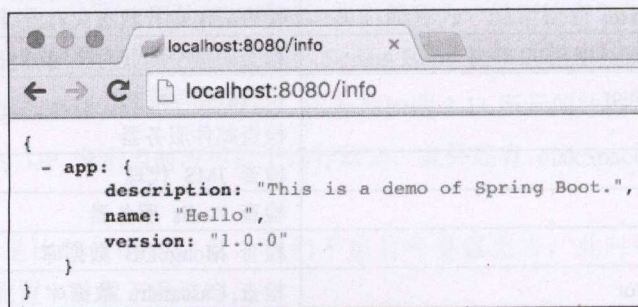 localhost:8080/info ×
localhost:8080/info
{
- app: {
description: "This is a demo of Spring Boot.",
name: "Hello",
version: "1.0.0"
}
}